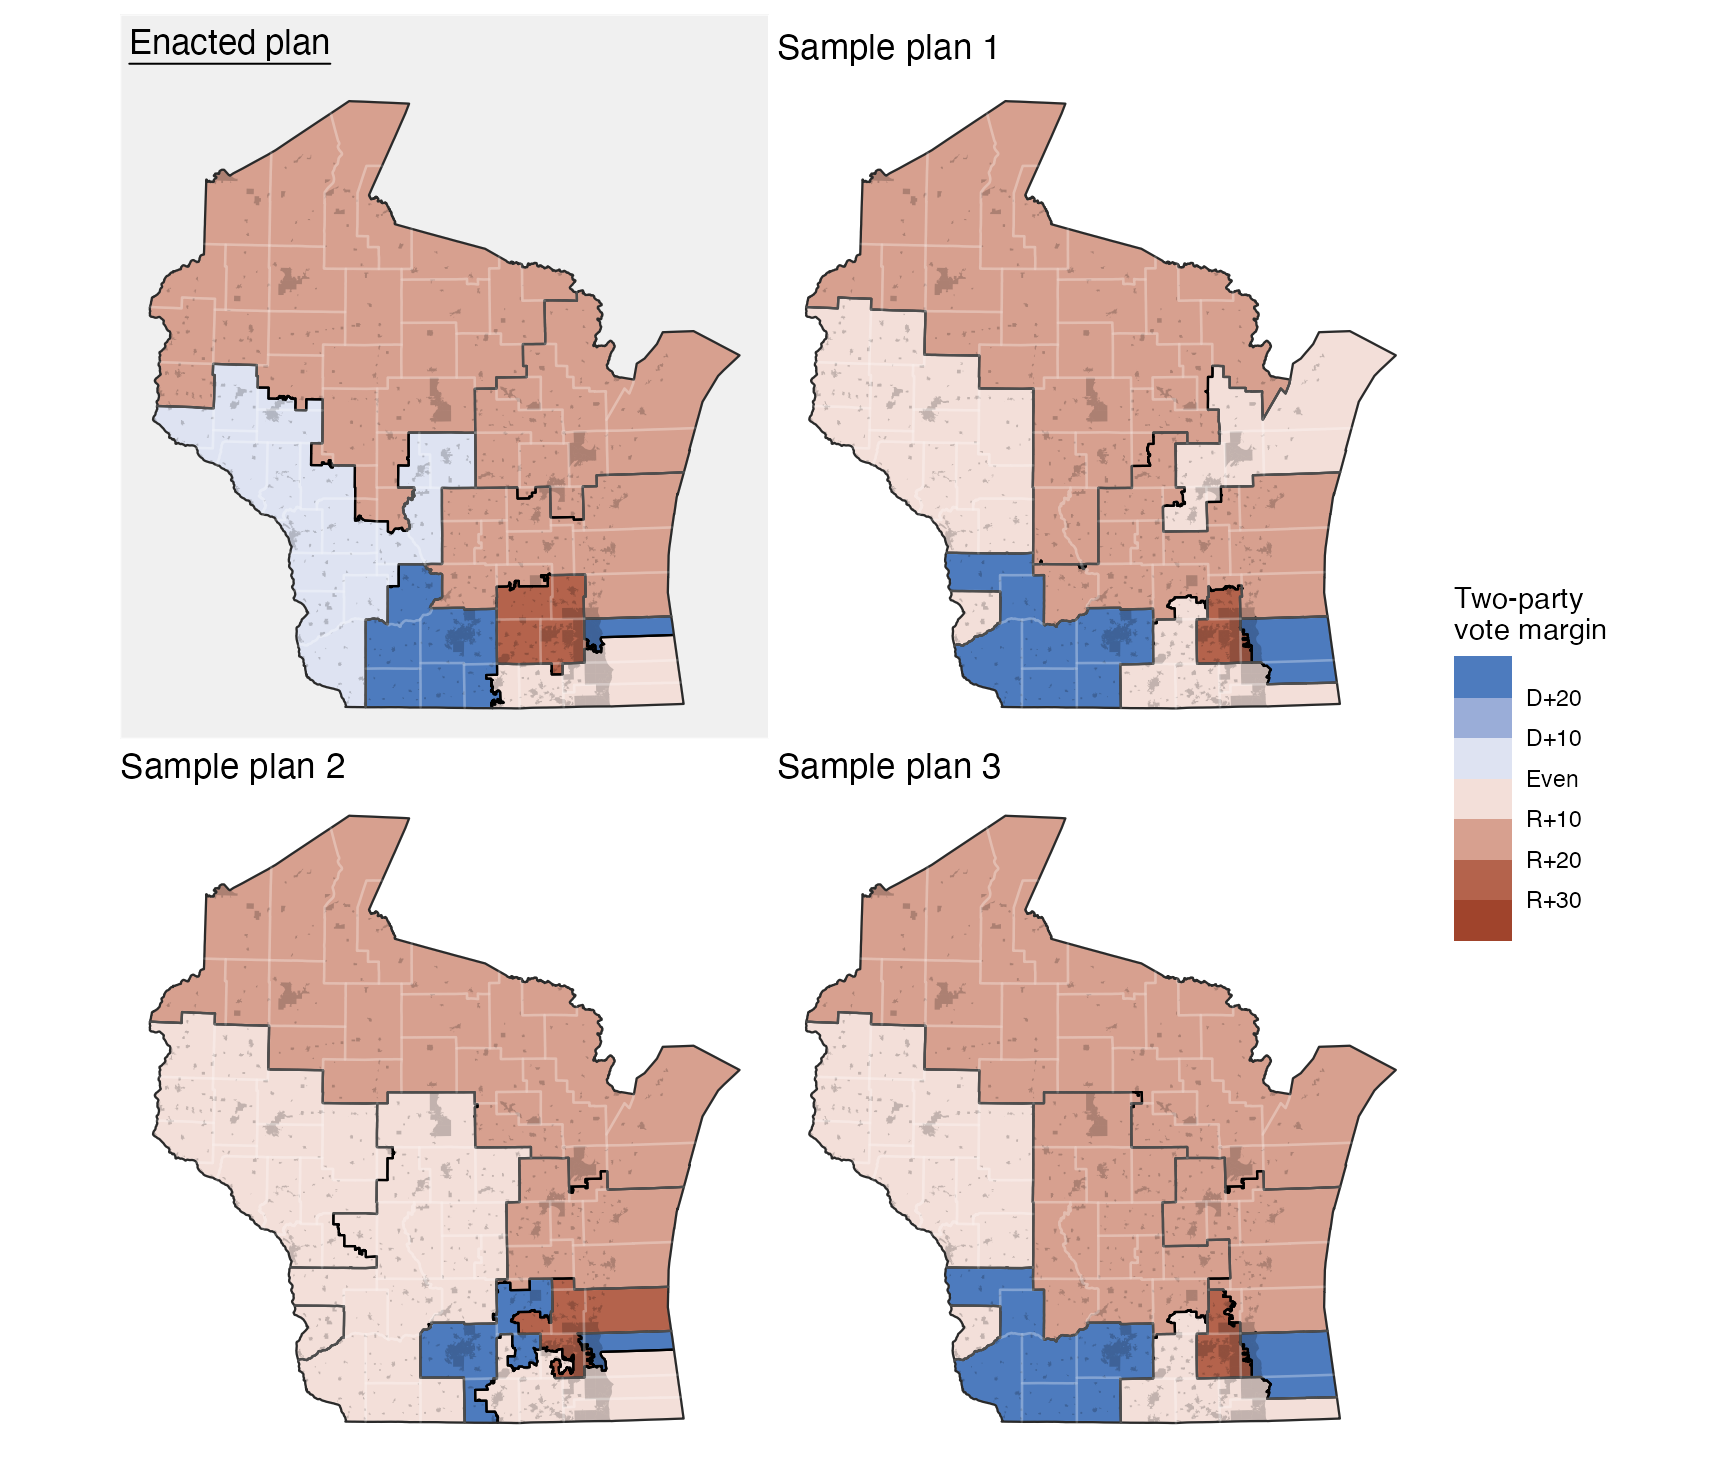 Enacted plan
Sample plan 1
Sample plan 2
Sample plan 3
Two-party
vote margin
D+20
D+10
Even
R+10
R+20
R+30